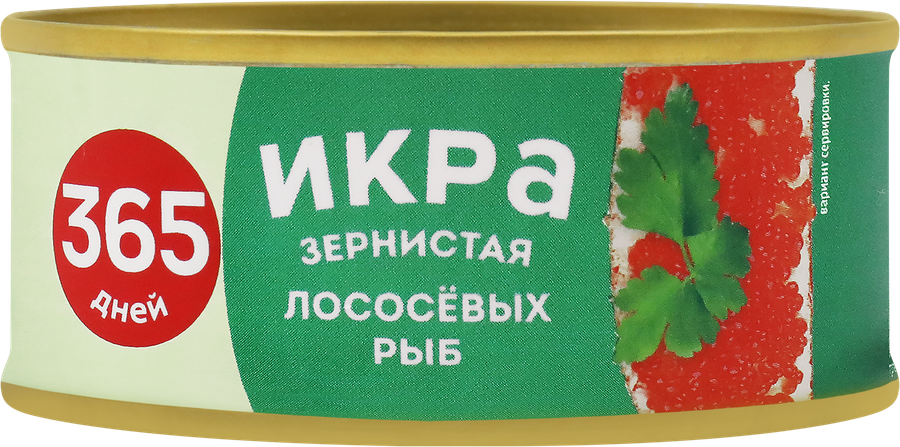 365
дней
ИКРа
ЗЕРНИСТАЯ
ЛОСОСЁВЫХ
РЫБ
вариант сервировки.